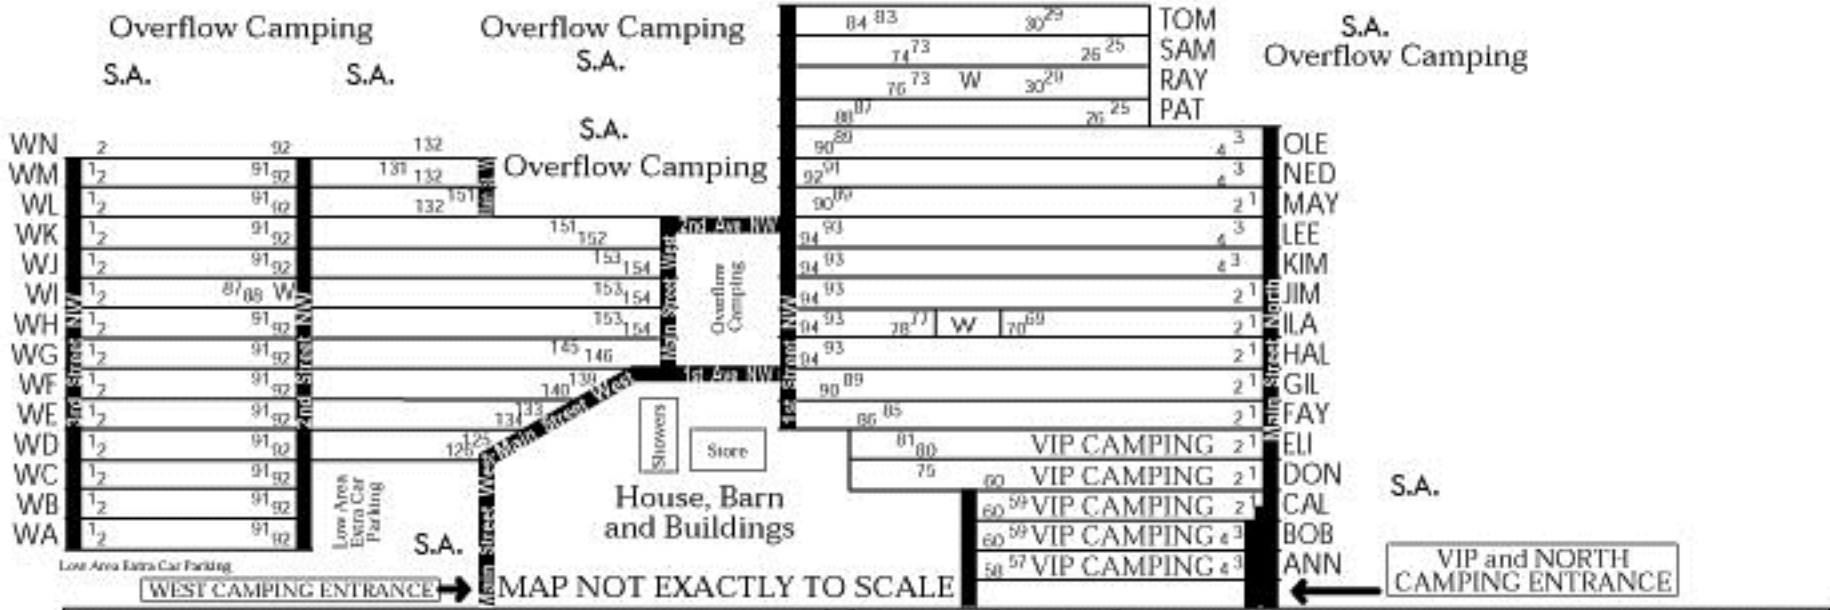 Overflow Camping
S.A.
S.A.
Overflow Camping
S.A.
S.A.
Overflow Camping
84 83 30 29 TOM
74 73 26 25 SAM
76 73 W 30 29 RAY
88 87 26 25 PAT
S.A.
Overflow Camping
WN 2 92 132
WM 1 2 91 92 131 132
WL 1 2 91 92 132 151
WK 1 2 91 92 151 152
WJ 1 2 91 92 153 154
WI 1 2 87 88 W 153 154
WH 1 2 91 92 153 154
WG 1 2 91 92 145 146
WF 1 2 91 92 140 139
WE 1 2 91 92 134 133
WD 1 2 91 92 126 125
WC 1 2 91 92
WB 1 2 91 92
WA 1 2 91 92
90 89 4 3 OLE
92 91 4 3 NED
90 89 2 1 MAY
94 93 4 3 LEE
94 93 4 3 KIM
94 93 2 1 JIM
94 93 78 77 W 70 69 2 1 ILA
94 93 2 1 HAL
90 89 2 1 GIL
86 85 2 1 FAY
81 80 VIP CAMPING 2 1 ELI
75 60 VIP CAMPING 2 1 DON
60 59 VIP CAMPING 2 1 CAL
60 59 VIP CAMPING 4 3 BOB
58 57 VIP CAMPING 4 3 ANN
3rd Street NW
2nd Street NW
Main Street West
2nd Ave NW
Overflow
Camping
1st Ave NW
1st Street NW
Main Street North
Main Street West
Main Street West
Showers
Store
House, Barn
and Buildings
Low Area
Extra Car
Parking
S.A.
S.A.
Low Area Extra Car Parking
WEST CAMPING ENTRANCE
MAP NOT EXACTLY TO SCALE
VIP and NORTH
CAMPING ENTRANCE